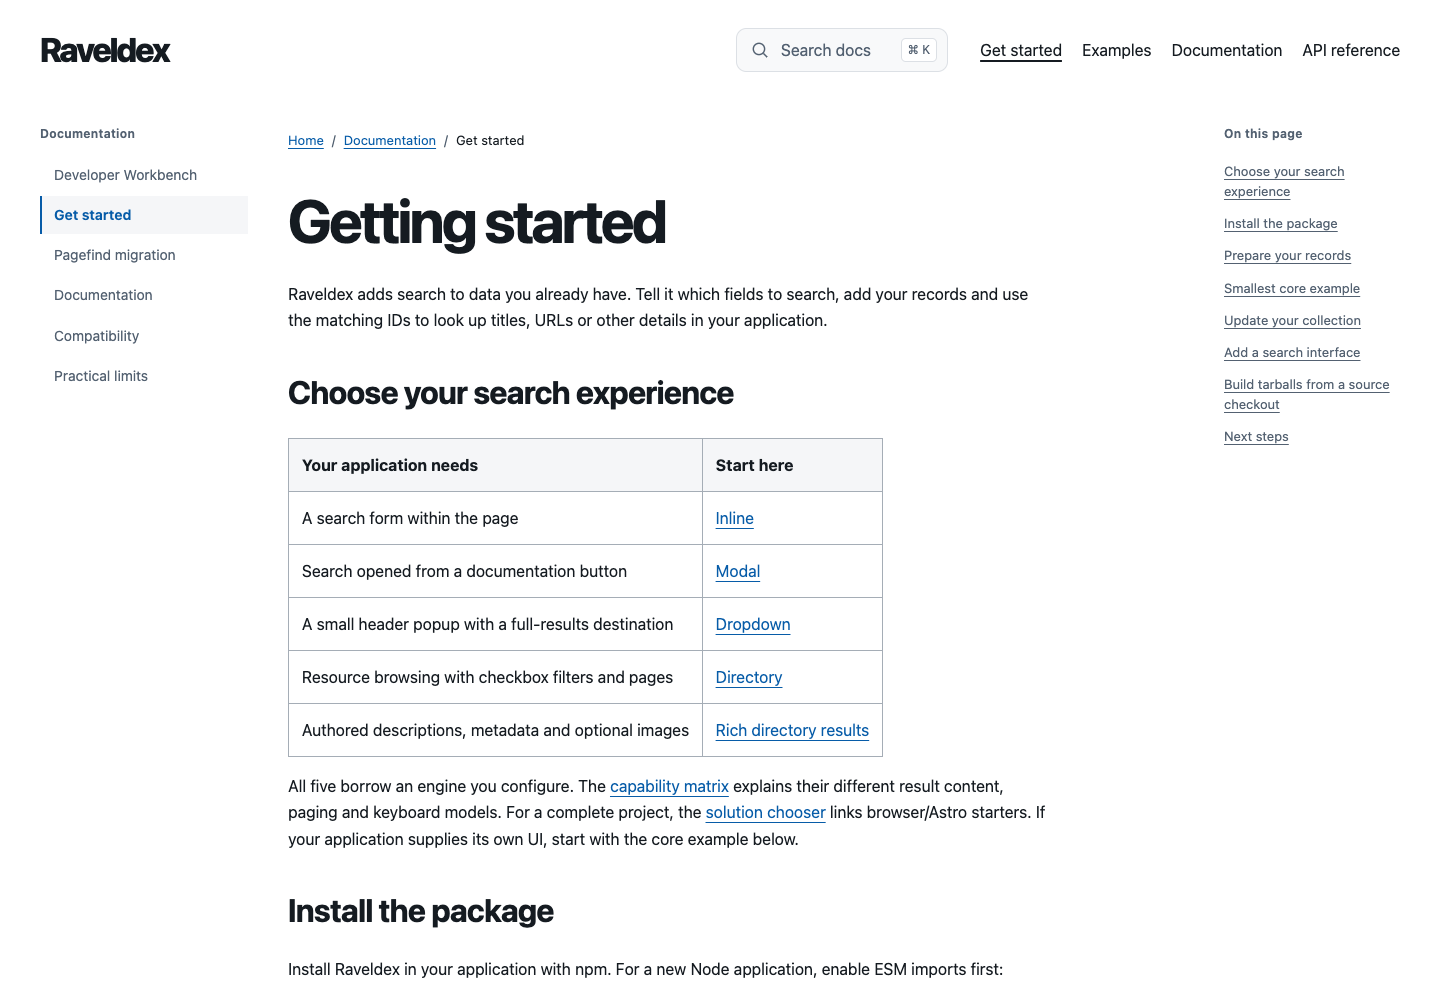 Raveldex
Search docs
⌘ K
Get started
Examples
Documentation
API reference
Documentation
Developer Workbench
Get started
Pagefind migration
Documentation
Compatibility
Practical limits
Home / Documentation / Get started
Getting started
Raveldex adds search to data you already have. Tell it which fields to search, add your records and use
the matching IDs to look up titles, URLs or other details in your application.
Choose your search experience
Your application needs
Start here
A search form within the page
Inline
Search opened from a documentation button
Modal
A small header popup with a full-results destination
Dropdown
Resource browsing with checkbox filters and pages
Directory
Authored descriptions, metadata and optional images
Rich directory results
All five borrow an engine you configure. The capability matrix explains their different result content,
paging and keyboard models. For a complete project, the solution chooser links browser/Astro starters. If
your application supplies its own UI, start with the core example below.
Install the package
Install Raveldex in your application with npm. For a new Node application, enable ESM imports first:
On this page
Choose your search
experience
Install the package
Prepare your records
Smallest core example
Update your collection
Add a search interface
Build tarballs from a source
checkout
Next steps